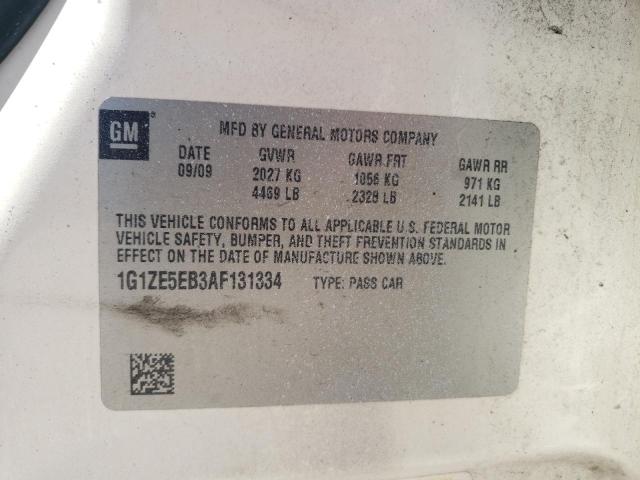 GM ®
MFD BY GENERAL MOTORS COMPANY
DATE GVWR GAWR FRT GAWR RR
09/09 2027 KG 1056 KG 971 KG
4469 LB 2328 LB 2141 LB
THIS VEHICLE CONFORMS TO ALL APPLICABLE U.S. FEDERAL MOTOR
VEHICLE SAFETY, BUMPER, AND THEFT PREVENTION STANDARDS IN
EFFECT ON THE DATE OF MANUFACTURE SHOWN ABOVE.
1G1ZE5EB3AF131334 TYPE: PASS CAR